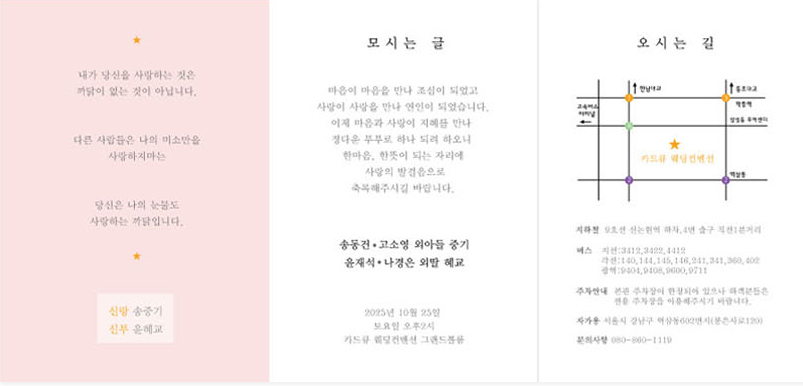 내가 당신을 사랑하는 것은
까닭이 없는 것이 아닙니다.
다른 사람들은 나의 미소만을
사랑하지마는
당신은 나의 눈물도
사랑하는 까닭입니다.
신랑 송중기
신부 윤혜교
모시는 글
마음이 마음을 만나 조심이 되었고
사랑이 사랑을 만나 연인이 되었습니다.
이제 마음과 사랑이 지혜를 만나
정다운 부부로 하나 되려 하오니
한마음, 한뜻이 되는 자리에
사랑의 발걸음으로
축복해주시길 바랍니다.
송동건*고소영 외아들 중기
윤재석*나경은 외딸 혜교
2025년 10월 25일
토요일 오후2시
카드큐 웨딩컨벤션 그랜드볼룸
오시는 길
한남대교
동호대교
고속버스
터미널
삼성동 무역센터
카드큐 웨딩컨벤션
역삼동
지하철 9호선 신논현역 하차, 4번 출구 직진1분거리
버스 지선:3412,3422,4412
간선:140,144,145,146,241,341,360,402
광역:9404,9408,9600,9711
주차안내 본관 주차장이 한정되어 있으나 하객분들은
전용 주차장을 이용해주시기 바랍니다.
자가용 서울시 강남구 역삼동602번지(봉은사로120)
문의사항 080-860-1119